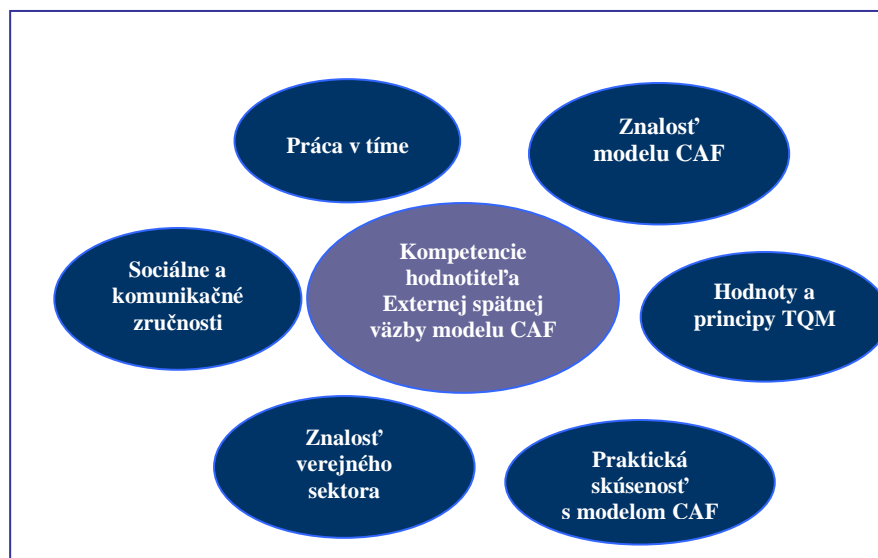 Práca v tíme
Znalosť
modelu CAF
Sociálne a
komunikačné
zručnosti
Kompetencie
hodnotiteľa
Externej spätnej
väzby modelu CAF
Hodnoty a
principy TQM
Znalosť
verejného
sektora
Praktická
skúsenosť
s modelom CAF